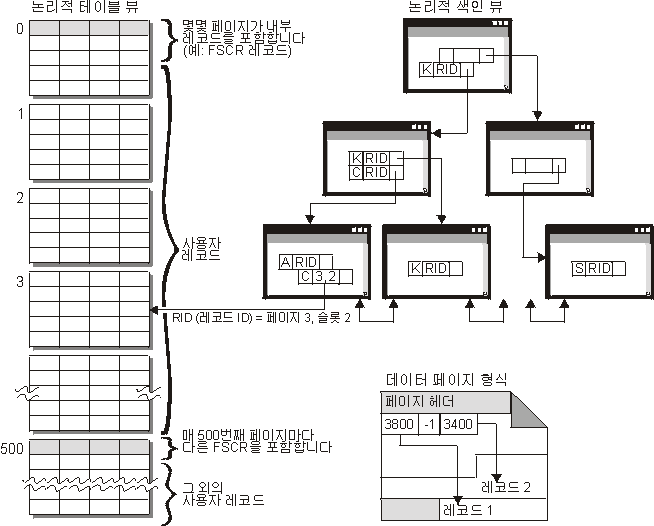 논리적 테이블 뷰
0
몇몇 페이지가 내부
레코드를 포함합니다
(예: FSCR 레코드)
1
2
사용자
레코드
3
RID (레코드 ID) = 페이지 3, 슬롯 2
500
매 500번째 페이지마다
다른 FSCR을 포함합니다
그 외의
사용자 레코드
논리적 색인 뷰
K RID
K RID
C RID
A RID
C 3,2
K RID
S RID
데이터 페이지 형식
페이지 헤더
3800 -1 3400
레코드 2
레코드 1